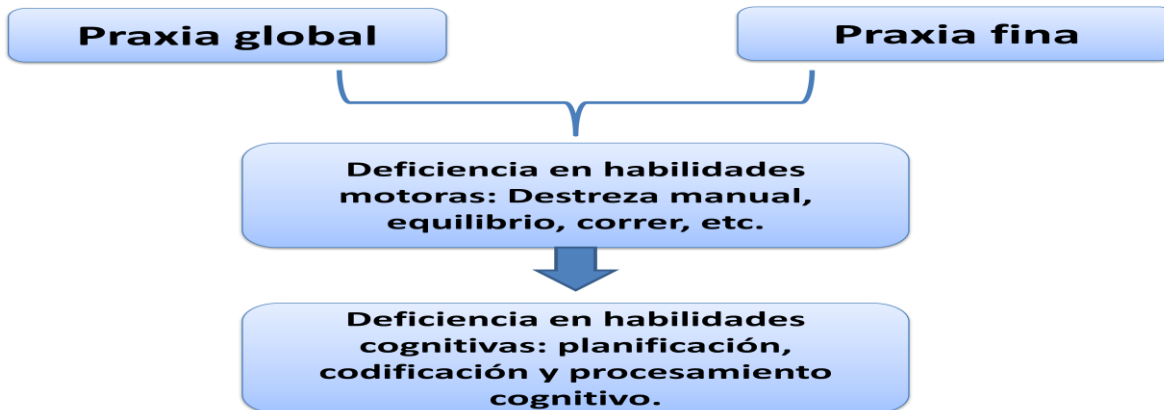 Praxia global
Praxia fina
Deficiencia en habilidades
motoras: Destreza manual,
equilibrio, correr, etc.
Deficiencia en habilidades
cognitivas: planificación,
codificación y procesamiento
cognitivo.